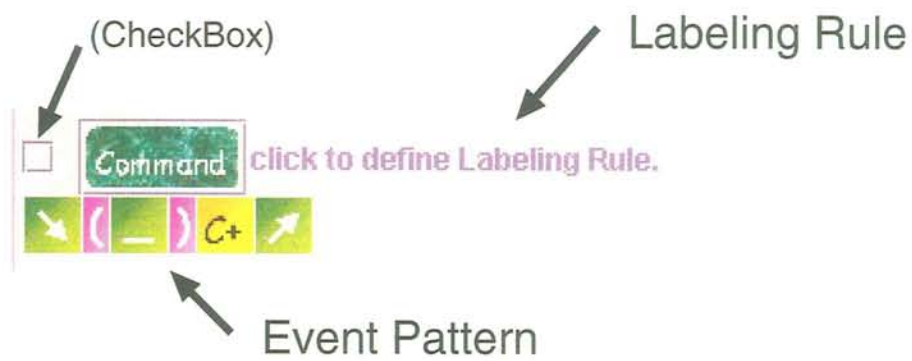 (CheckBox)
Labeling Rule
Command click to define Labeling Rule.
( _ ) C+
Event Pattern